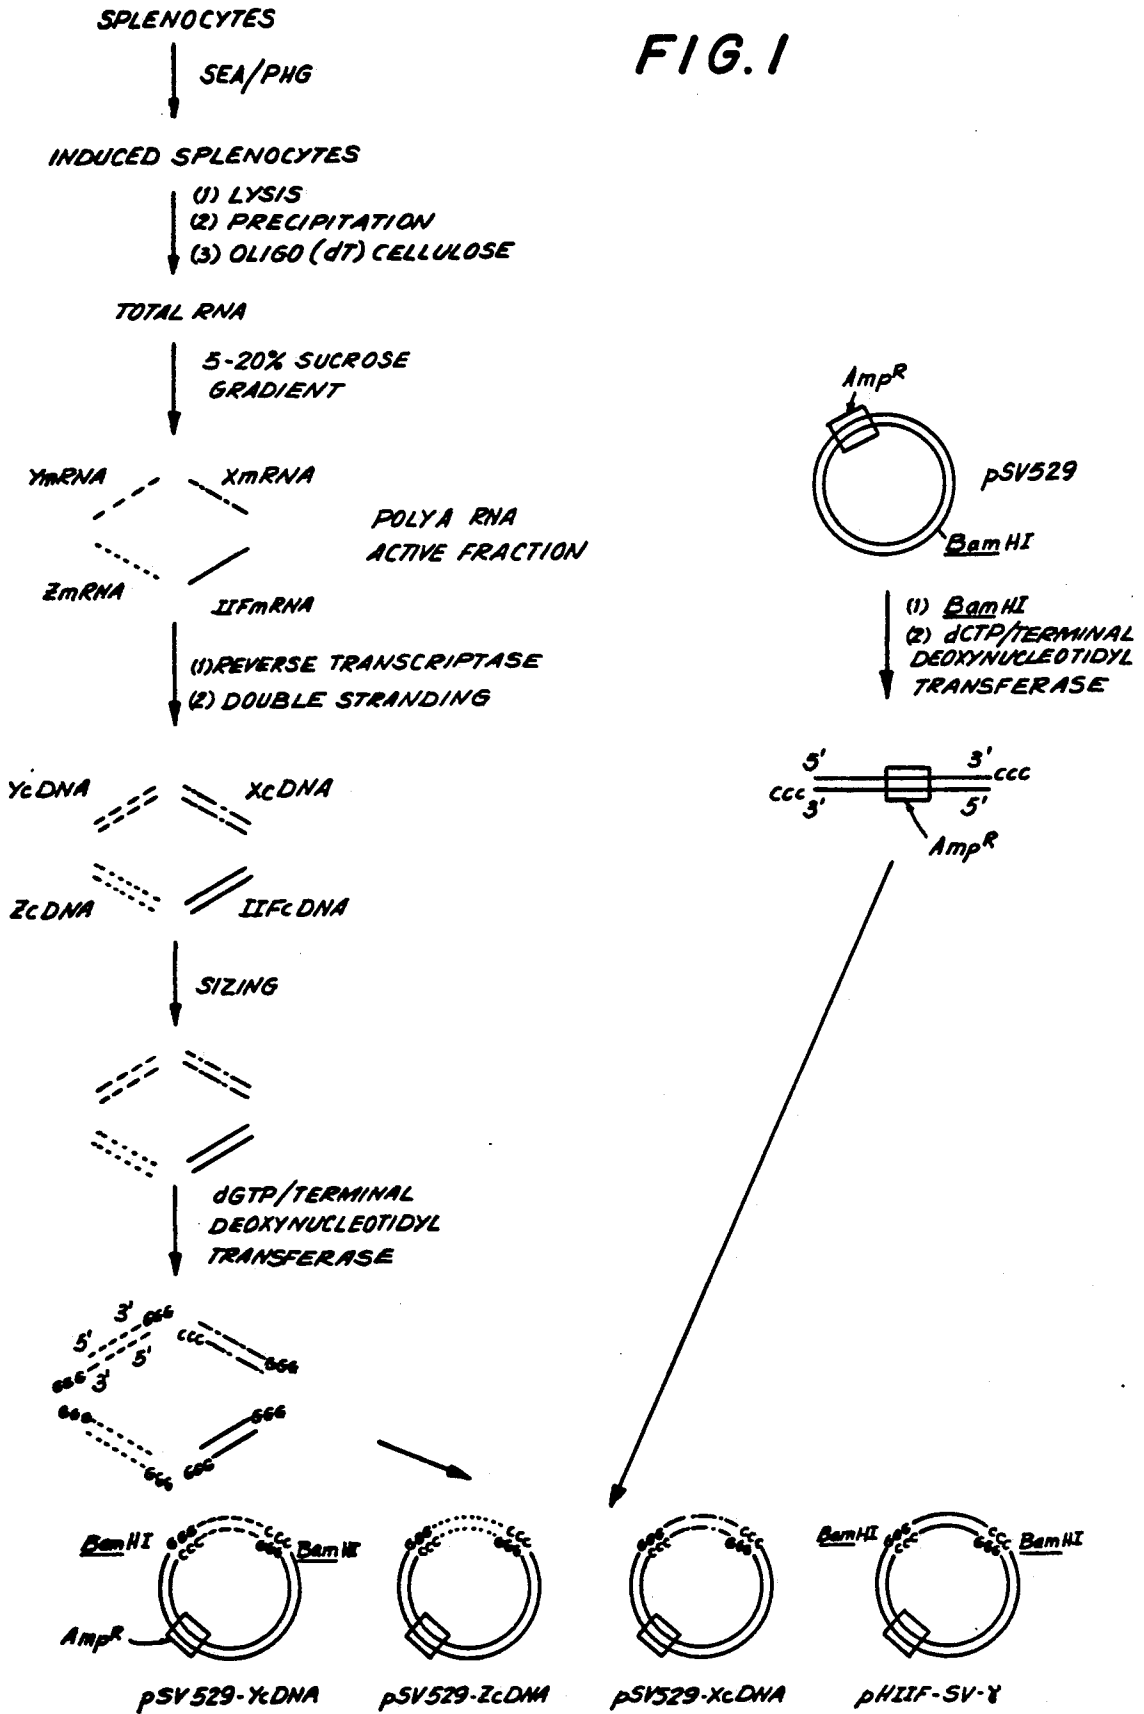 FIG.1
SPLENOCYTES
SEA/PHG
INDUCED SPLENOCYTES
(1) LYSIS
(2) PRECIPITATION
(3) OLIGO (dT) CELLULOSE
TOTAL RNA
5-20% SUCROSE
GRADIENT
YmRNA
XmRNA
POLYA RNA
ACTIVE FRACTION
ZmRNA
IIFmRNA
(1) REVERSE TRANSCRIPTASE
(2) DOUBLE STRANDING
YcDNA
XcDNA
ZcDNA
IIFcDNA
SIZING
dGTP/TERMINAL
DEOXYNUCLEOTIDYL
TRANSFERASE
3' GGG
5'
CCC
5'
GGG
GGG 3'
GGG
GGG
GGG
GGG
AmpR
pSV529
BamHI
(1) BamHI
(2) dCTP/TERMINAL
DEOXYNUCLEOTIDYL
TRANSFERASE
5' 3' CCC
CCC 3' 5'
AmpR
BamHI GGG CCC
CCC GGG BamHI
AmpR
pSV529-YcDNA
GGG CCC
CCC GGG
pSV529-ZcDNA
GGG CCC
CCC GGG
pSV529-XcDNA
BamHI GGG CCC
CCC GGG BamHI
pHIIF-SV-γ